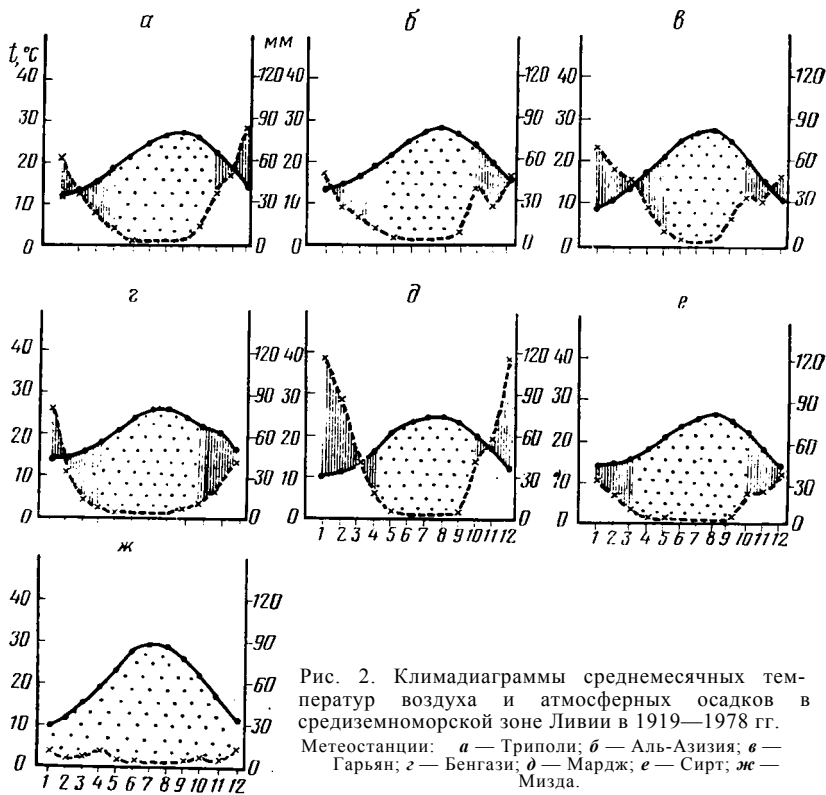 а б в
t,°C мм
40 120 40 120 40 120
30 90 30 90 30 90
20 60 20 60 20 60
10 30 10 30 10 30
0 0 0 0 0 0
г д е
40 120 40 120 40 120
30 90 30 90 30 90
20 60 20 60 20 60
10 30 10 30 10 30
0 0 0 0 0 0
1 2 3 4 5 6 7 8 9 10 11 12 1 2 3 4 5 6 7 8 9 10 11 12
ж
40 120
30 90
20 60
10 30
0 0
1 2 3 4 5 6 7 8 9 10 11 12
Рис. 2. Климадиаграммы среднемесячных тем-
ператур воздуха и атмосферных осадков в
средиземноморской зоне Ливии в 1919—1978 гг.
Метеостанции: а — Триполи; б — Аль-Азизия; в —
Гарьян; г — Бенгази; д — Мардж; е — Сирт; ж —
Мизда.